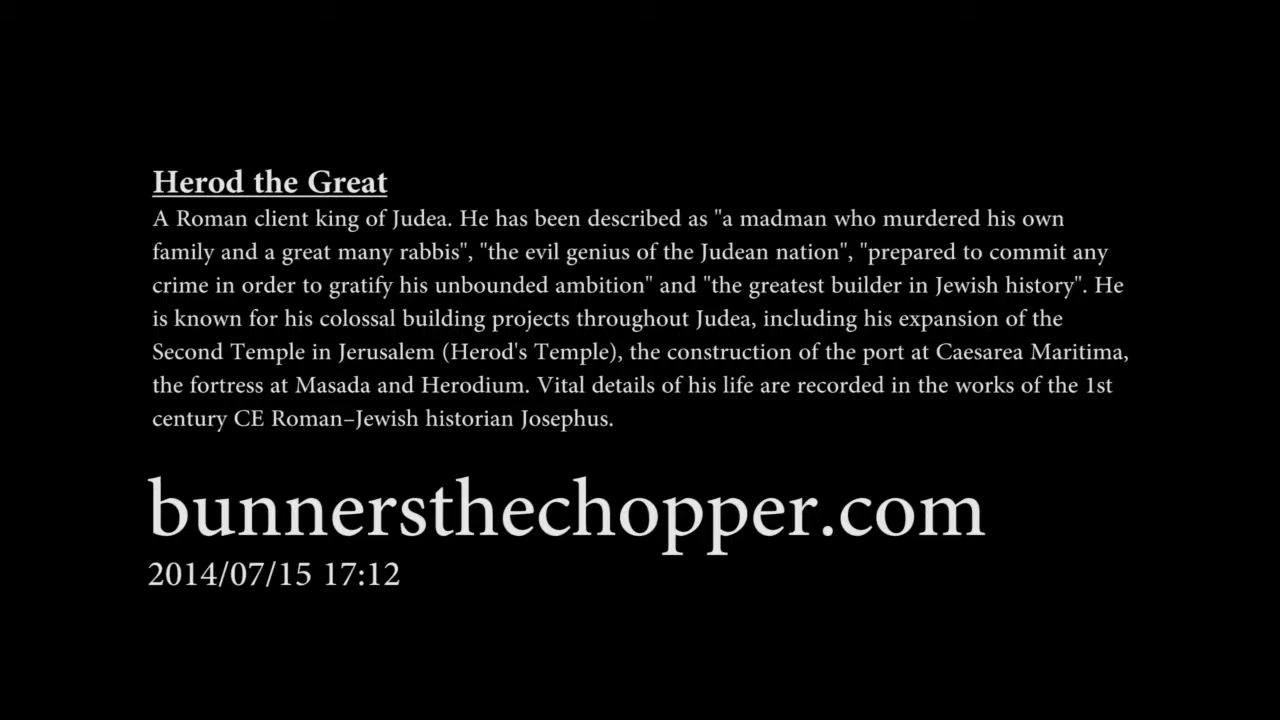 Herod the Great
A Roman client king of Judea. He has been described as "a madman who murdered his own
family and a great many rabbis", "the evil genius of the Judean nation", "prepared to commit any
crime in order to gratify his unbounded ambition" and "the greatest builder in Jewish history". He
is known for his colossal building projects throughout Judea, including his expansion of the
Second Temple in Jerusalem (Herod's Temple), the construction of the port at Caesarea Maritima,
the fortress at Masada and Herodium. Vital details of his life are recorded in the works of the 1st
century CE Roman–Jewish historian Josephus.
bunnersthechopper.com
2014/07/15 17:12